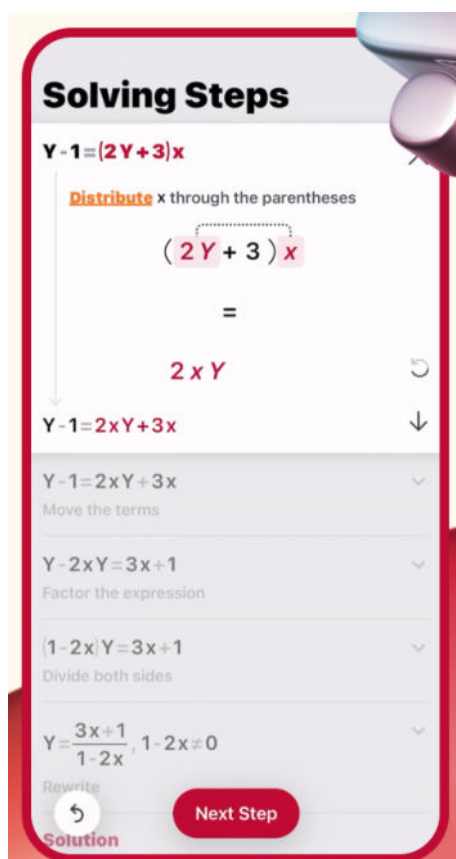 Solving Steps
Y-1=(2Y+3)x
Distribute x through the parentheses
(2Y+3)x
=
2xY
Y-1=2xY+3x
Y-1=2xY+3x
Move the terms
Y-2xY=3x+1
Factor the expression
(1-2x)Y=3x+1
Divide both sides
Y=\frac{3x+1}{1-2x}, 1-2x≠0
Rewrite
Next Step
Solution